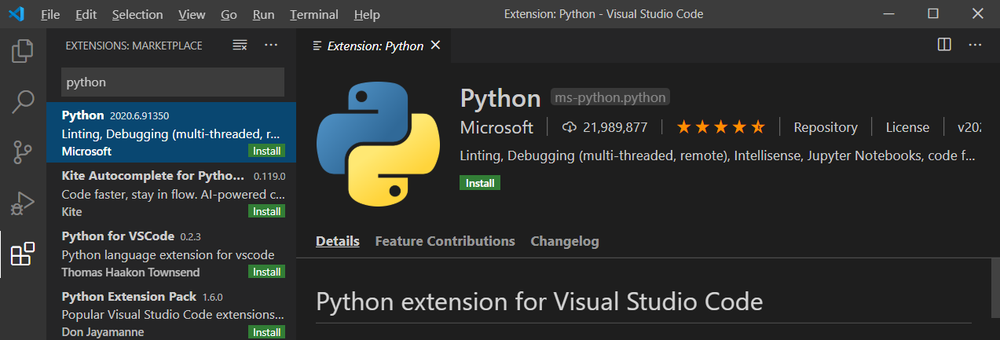 File Edit Selection View Go Run Terminal Help Extension: Python - Visual Studio Code
EXTENSIONS: MARKETPLACE
python
Python 2020.6.91350
Linting, Debugging (multi-threaded, r...
Microsoft Install
Kite Autocomplete for Pytho... 0.119.0
Code faster, stay in flow. AI-powered c...
Kite Install
Python for VSCode 0.2.3
Python language extension for vscode
Thomas Haakon Townsend Install
Python Extension Pack 1.6.0
Popular Visual Studio Code extensions...
Don Jayamanne Install
Extension: Python
Python ms-python.python
Microsoft 21,989,877 Repository License v202
Linting, Debugging (multi-threaded, remote), Intellisense, Jupyter Notebooks, code f...
Install
Details Feature Contributions Changelog
Python extension for Visual Studio Code